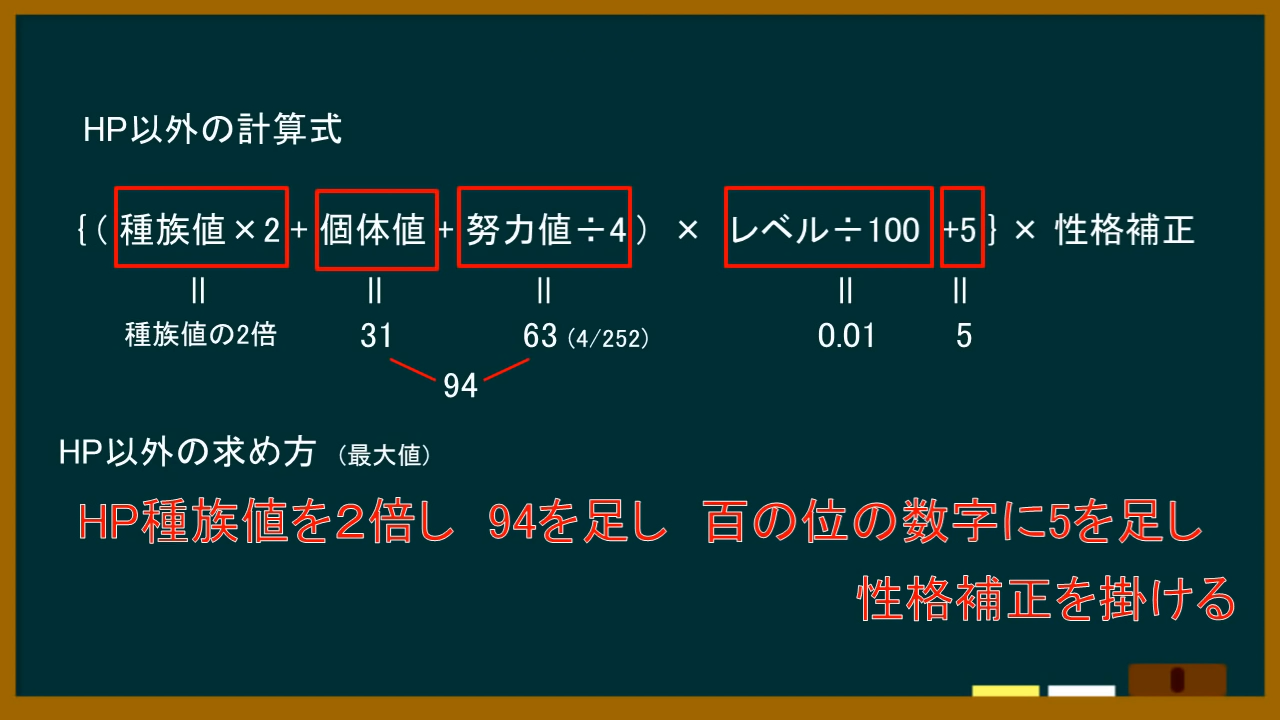 HP以外の計算式
{(種族値×2+個体値+努力値÷4) × レベル÷100 +5} × 性格補正
|| || || || ||
種族値の2倍 31 63 (4/252) 0.01 5
94
HP以外の求め方 (最大値)
HP種族値を2倍し 94を足し 百の位の数字に5を足し
性格補正を掛ける